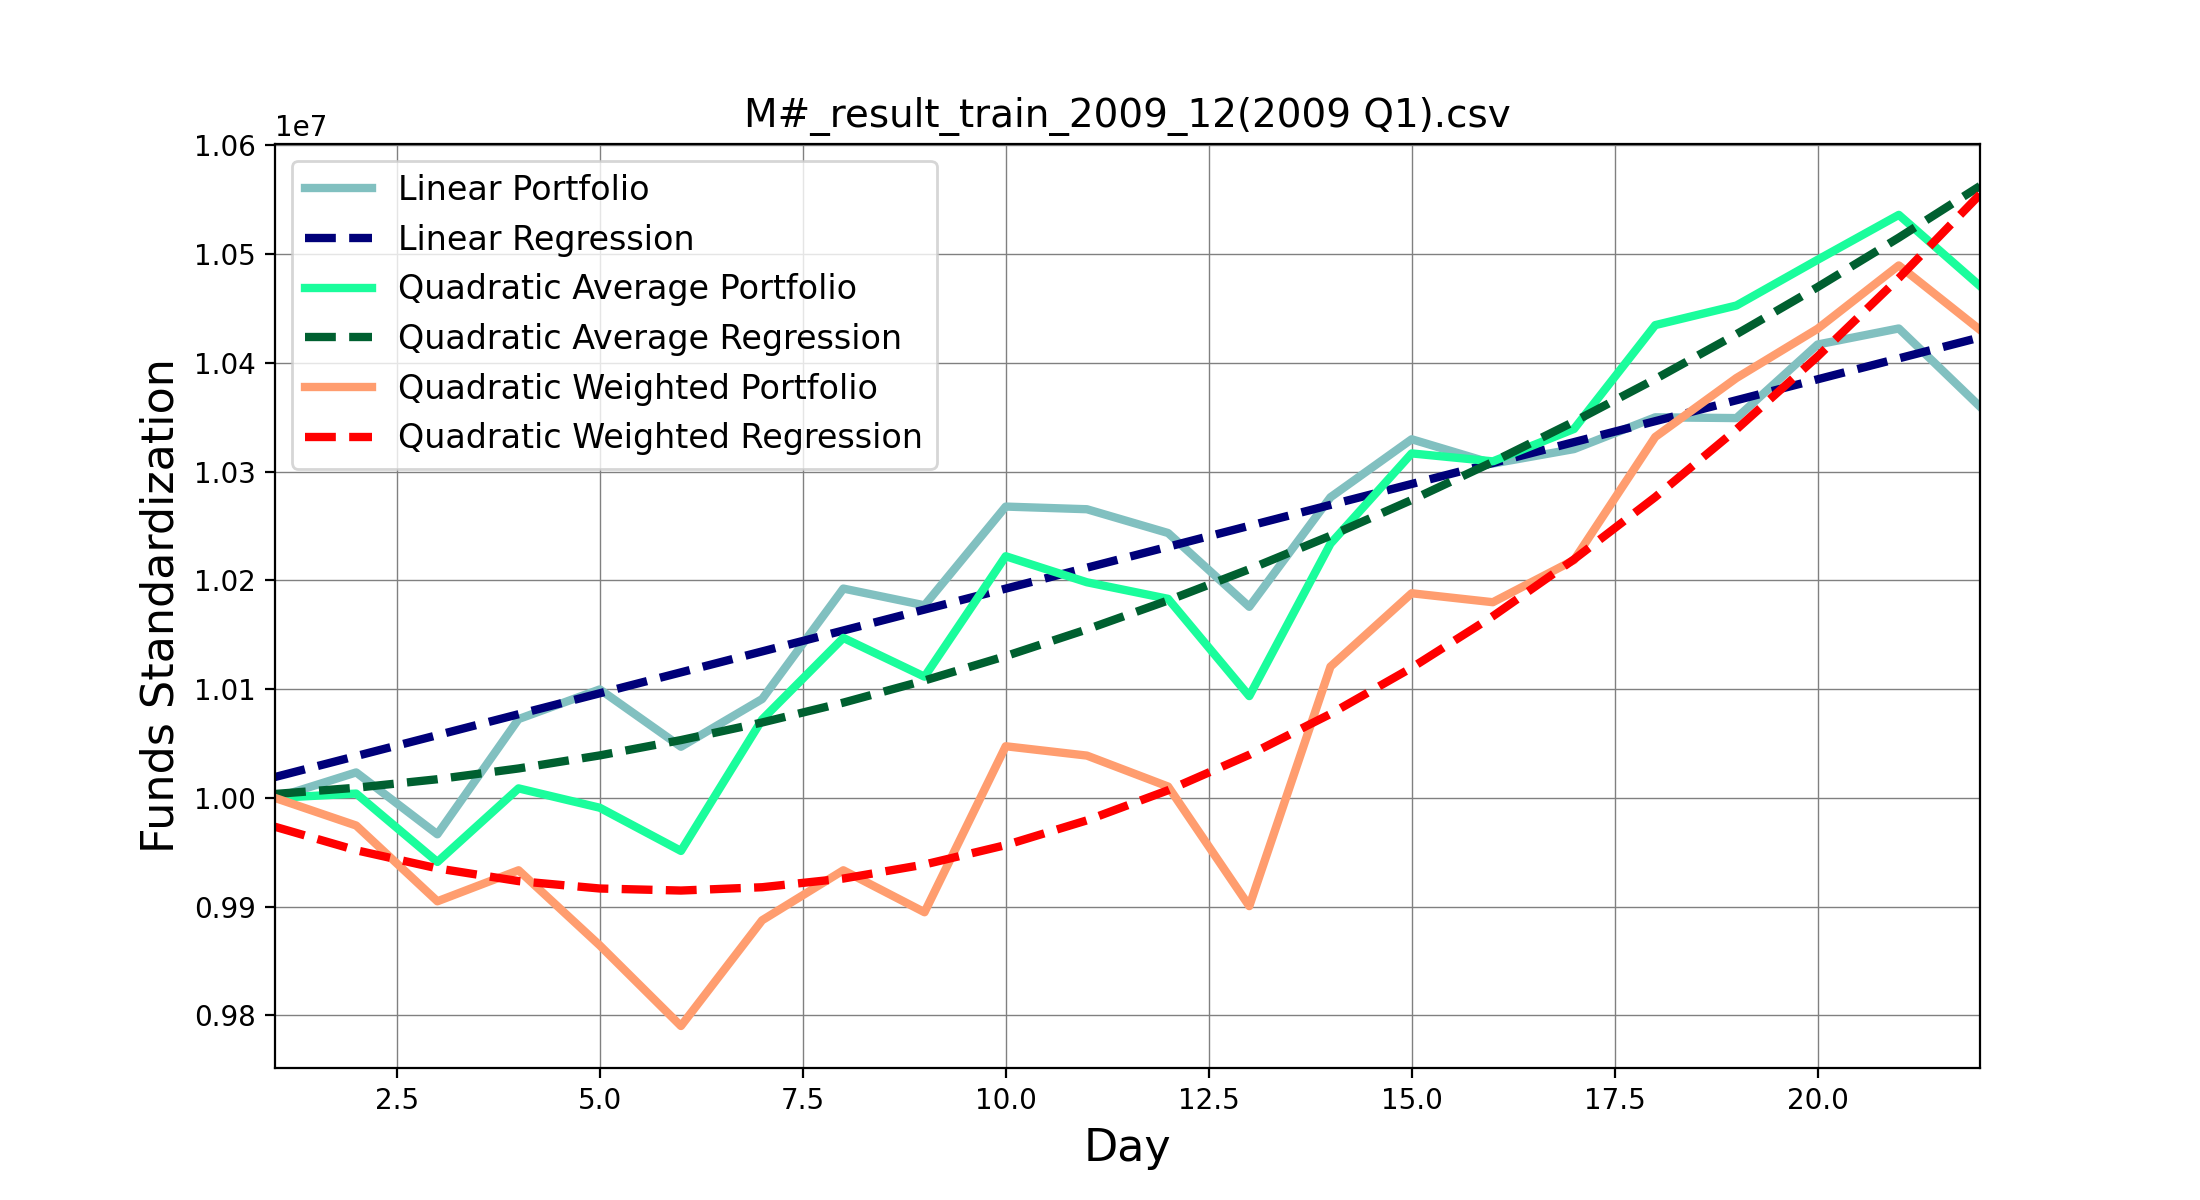 M#_result_train_2009_12(2009 Q1).csv
1e7
1.06
1.05
1.04
1.03
1.02
1.01
1.00
0.99
0.98
Funds Standardization
Linear Portfolio
Linear Regression
Quadratic Average Portfolio
Quadratic Average Regression
Quadratic Weighted Portfolio
Quadratic Weighted Regression
2.5 5.0 7.5 10.0 12.5 15.0 17.5 20.0
Day